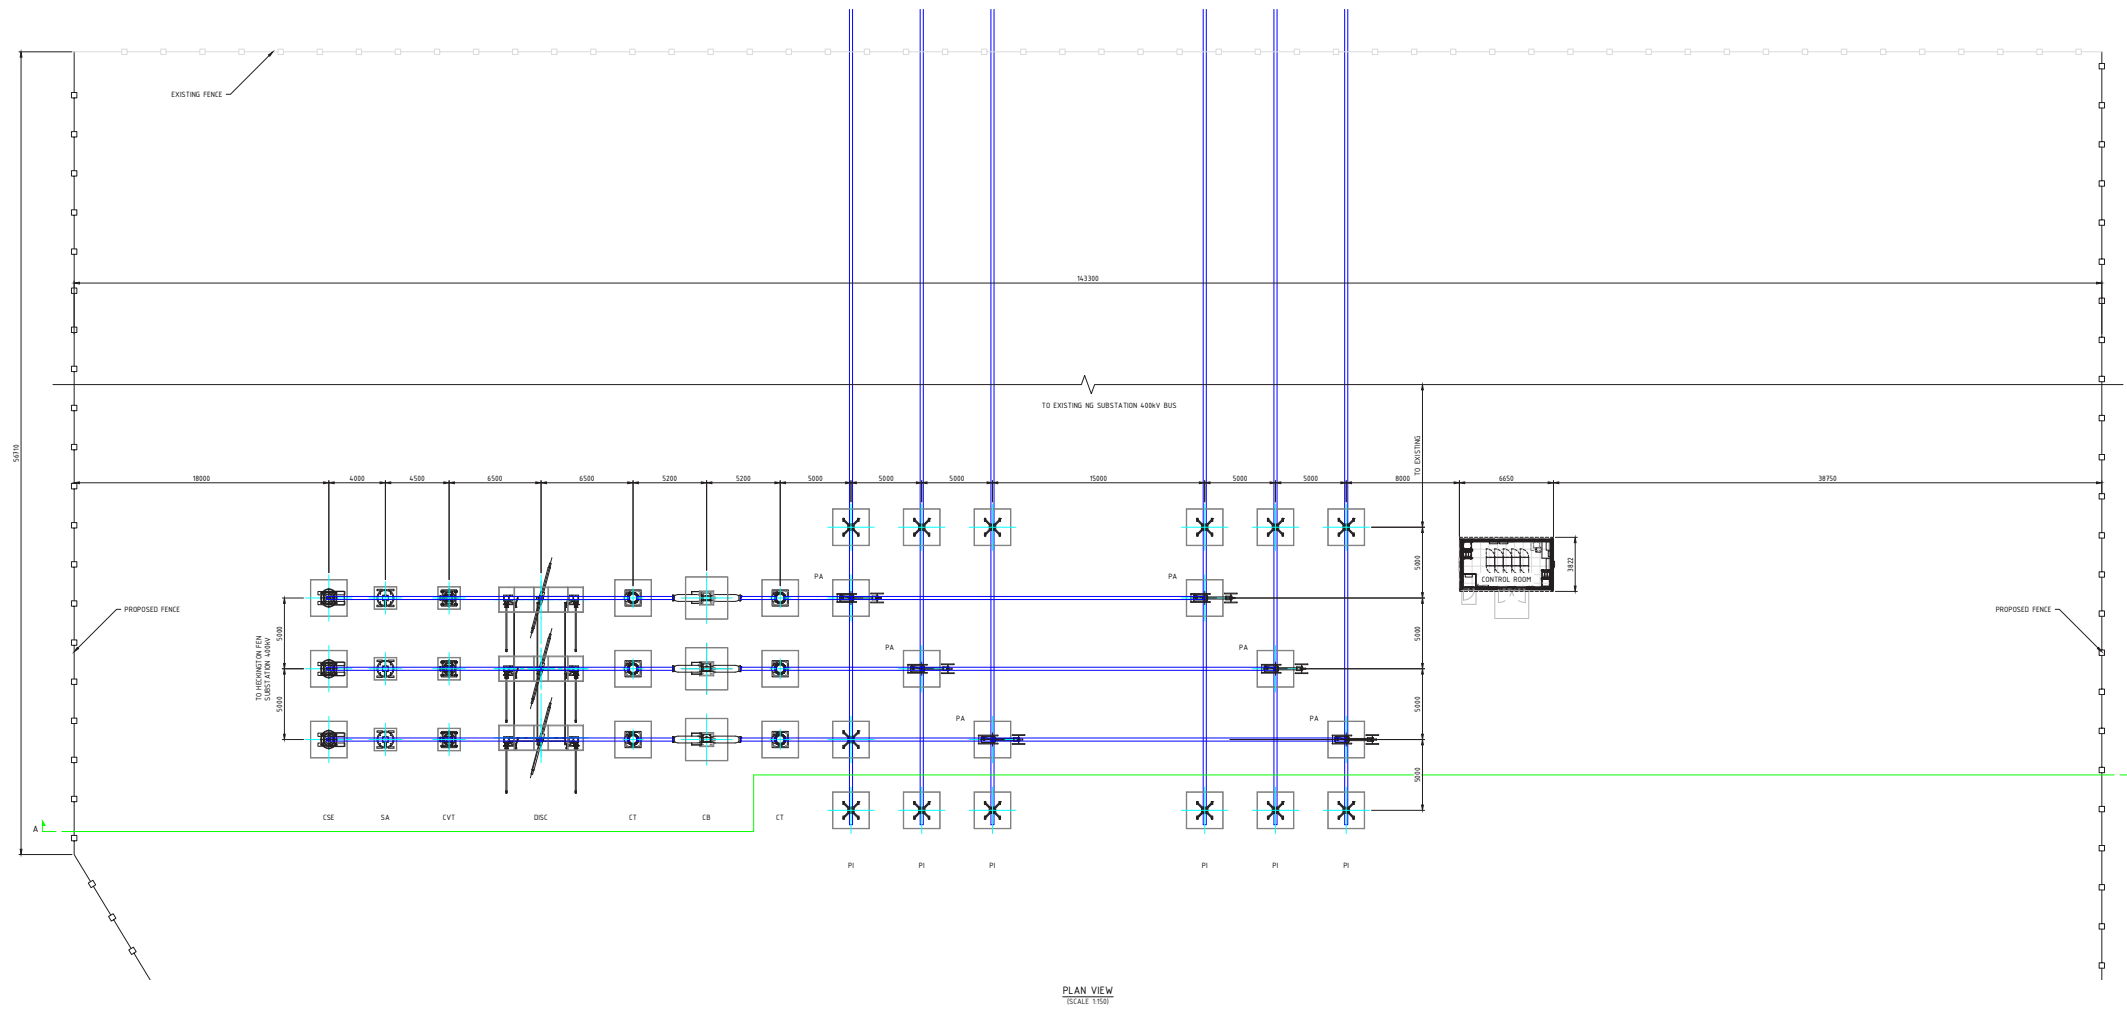 EXISTING FENCE
143300
TO EXISTING NG SUBSTATION 400kV BUS
56710
TO EXISTING
18000
4000
4500
6500
6500
5200
5200
5000
5000
5000
15000
5000
5000
8000
6650
38750
PA
PA
5000
3822
CONTROL ROOM
PROPOSED FENCE
PROPOSED FENCE
TO HECKINGTON FEN
SUBSTATION 400kV
5000
5000
PA
PA
5000
5000
PA
PA
5000
A
CSE
SA
CVT
DISC
CT
CB
CT
PI
PI
PI
PI
PI
PI
PLAN VIEW
(SCALE 1:150)